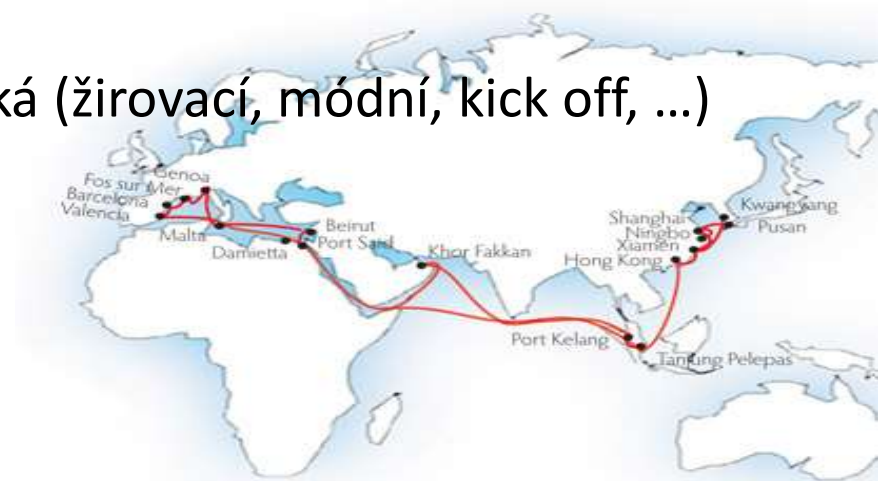 ká (žirovací, módní, kick off, …)
Genoa
Fos sur Mer
Barcelona
Valencia
Malta
Damietta
Beirut
Port Said
Khor Fakkan
Shanghai
Ningbo
Xiamen
Hong Kong
Kwangyang
Pusan
Port Kelang
Tanjung Pelepas